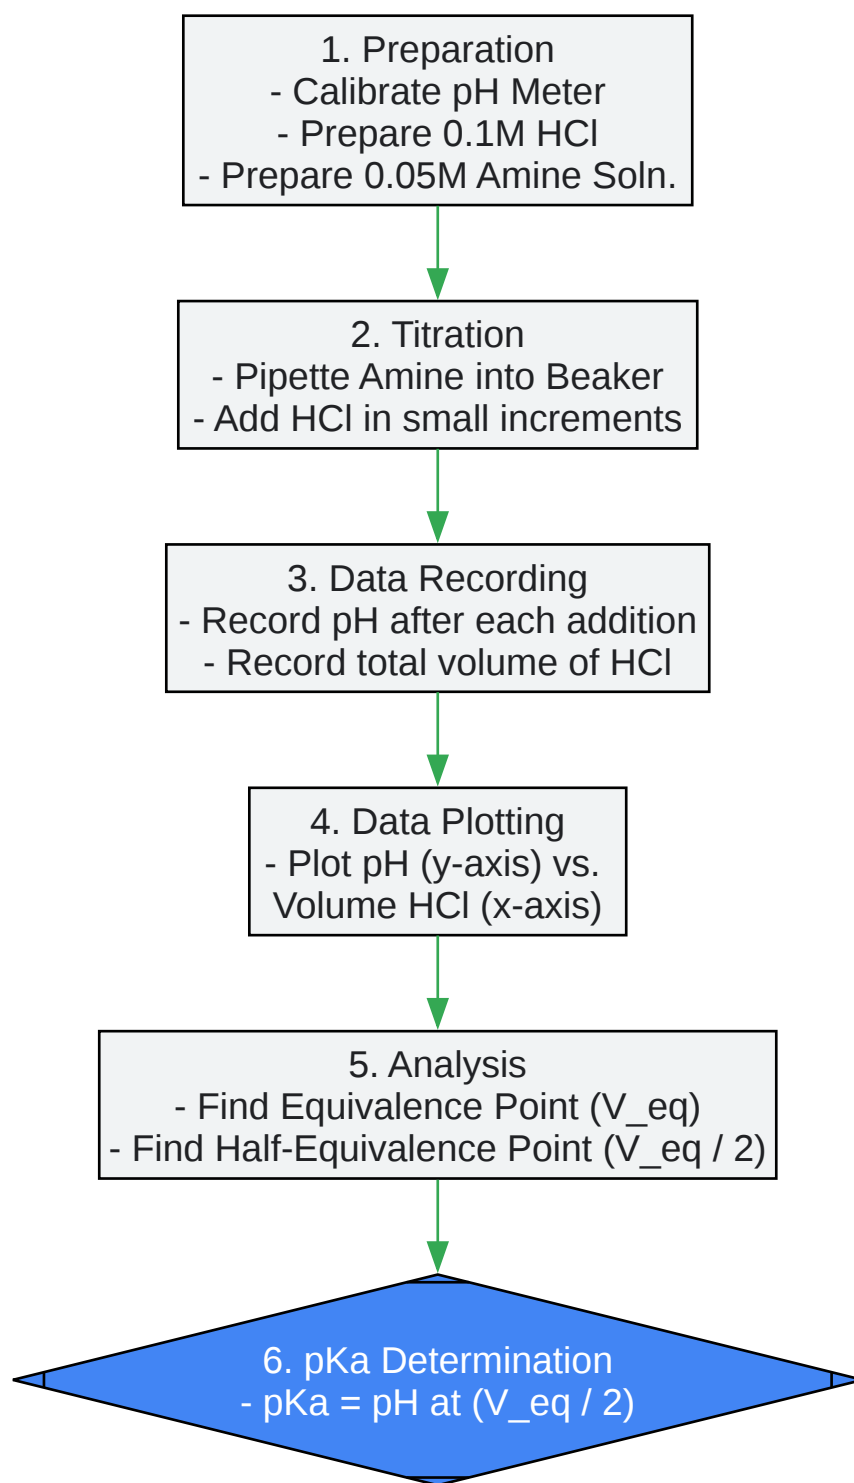 1. Preparation
- Calibrate pH Meter
- Prepare 0.1M HCl
- Prepare 0.05M Amine Soln.
2. Titration
- Pipette Amine into Beaker
- Add HCl in small increments
3. Data Recording
- Record pH after each addition
- Record total volume of HCl
4. Data Plotting
- Plot pH (y-axis) vs.
Volume HCl (x-axis)
5. Analysis
- Find Equivalence Point (V_eq)
- Find Half-Equivalence Point (V_eq / 2)
6. pKa Determination
- pKa = pH at (V_eq / 2)